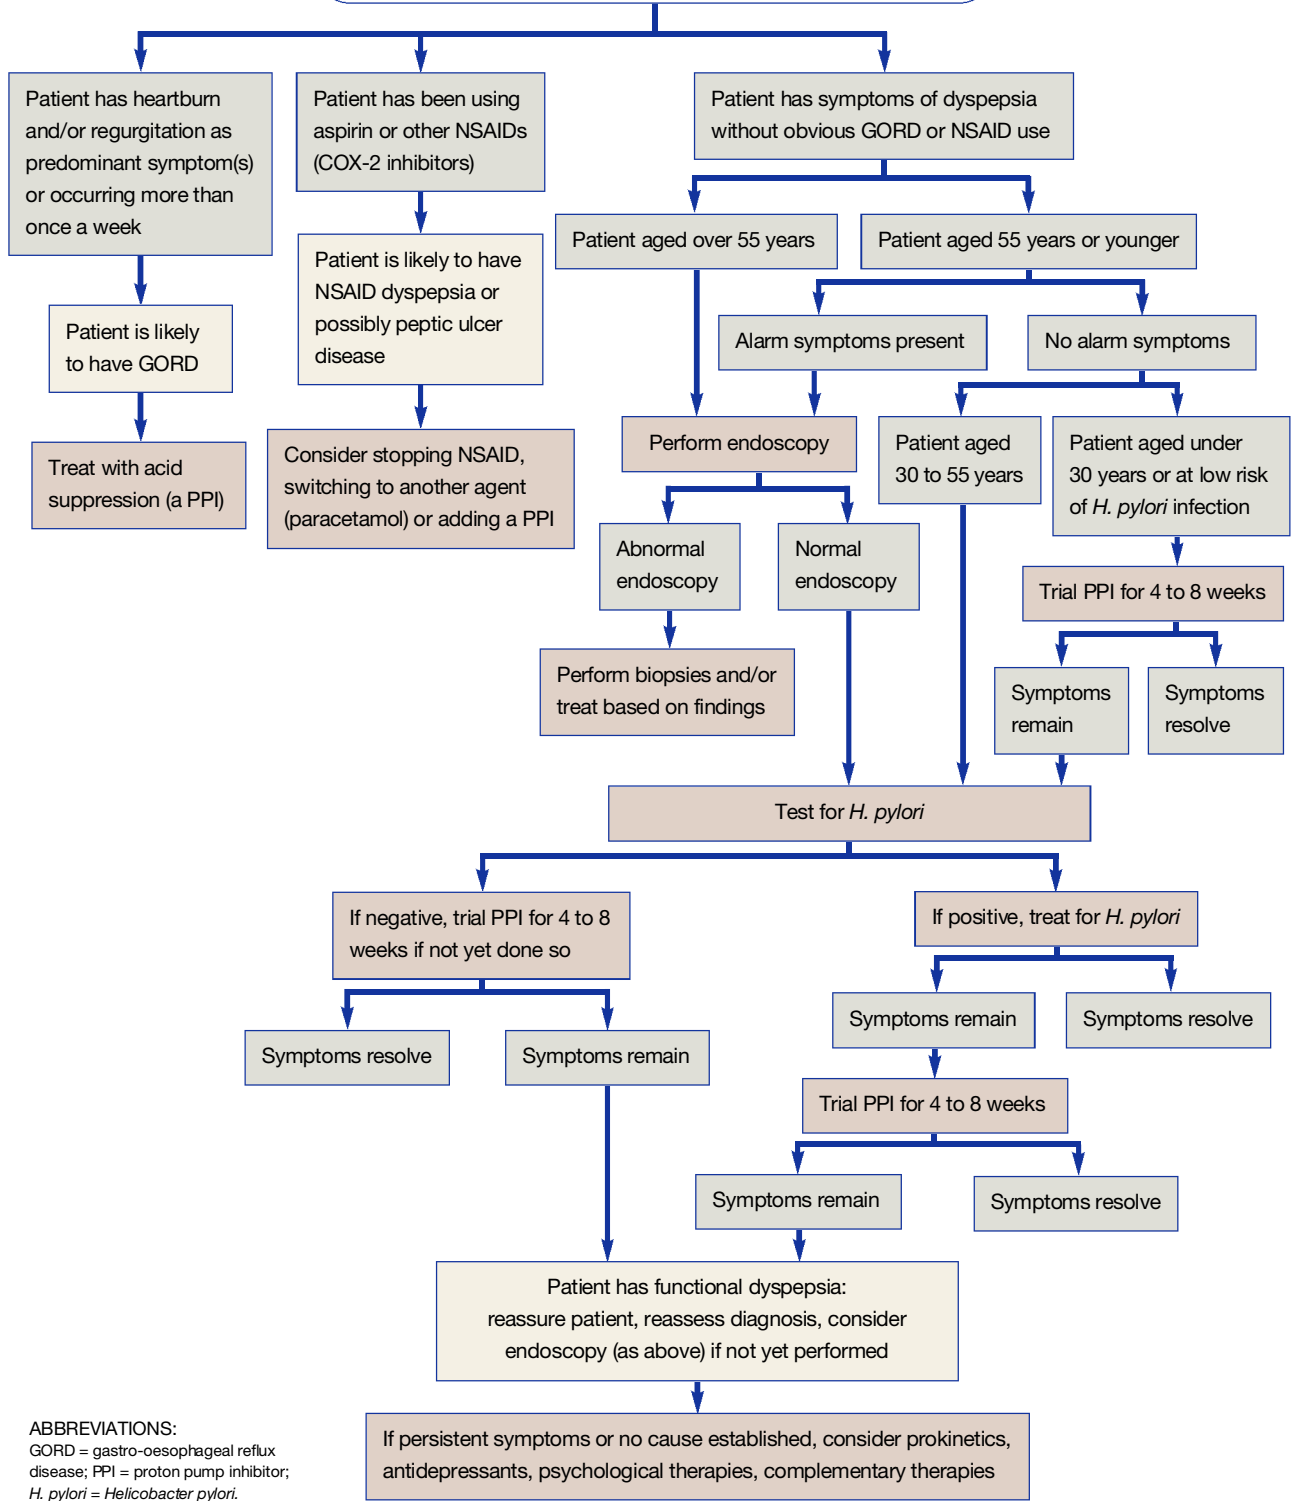 Patient has heartburn
and/or regurgitation as
predominant symptom(s)
or occurring more than
once a week
Patient has been using
aspirin or other NSAIDs
(COX-2 inhibitors)
Patient has symptoms of dyspepsia
without obvious GORD or NSAID use
Patient is likely
to have GORD
Patient is likely to have
NSAID dyspepsia or
possibly peptic ulcer
disease
Patient aged over 55 years
Patient aged 55 years or younger
Alarm symptoms present
No alarm symptoms
Treat with acid
suppression (a PPI)
Consider stopping NSAID,
switching to another agent
(paracetamol) or adding a PPI
Perform endoscopy
Patient aged
30 to 55 years
Patient aged under
30 years or at low risk
of H. pylori infection
Abnormal
endoscopy
Normal
endoscopy
Trial PPI for 4 to 8 weeks
Perform biopsies and/or
treat based on findings
Symptoms
remain
Symptoms
resolve
Test for H. pylori
If negative, trial PPI for 4 to 8
weeks if not yet done so
If positive, treat for H. pylori
Symptoms resolve
Symptoms remain
Symptoms remain
Symptoms resolve
Trial PPI for 4 to 8 weeks
Symptoms remain
Symptoms resolve
Patient has functional dyspepsia:
reassure patient, reassess diagnosis, consider
endoscopy (as above) if not yet performed
If persistent symptoms or no cause established, consider prokinetics,
antidepressants, psychological therapies, complementary therapies
ABBREVIATIONS:
GORD = gastro-oesophageal reflux
disease; PPI = proton pump inhibitor;
H. pylori = Helicobacter pylori.